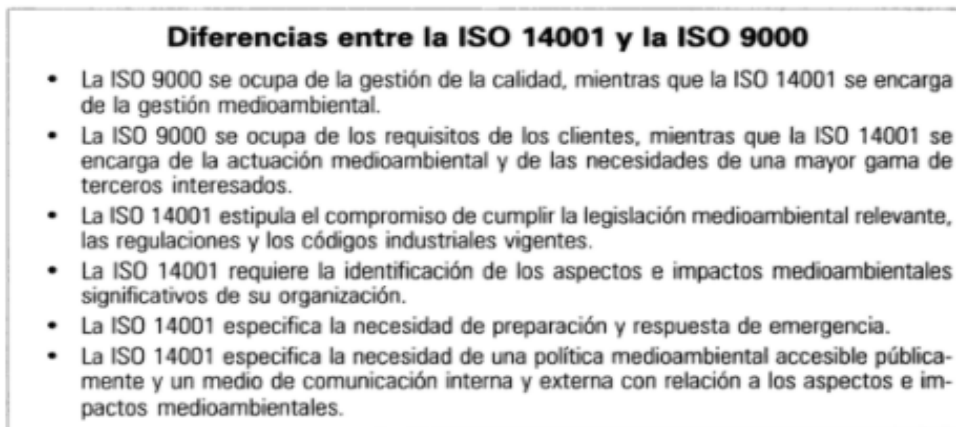 Diferencias entre la ISO 14001 y la ISO 9000
• La ISO 9000 se ocupa de la gestión de la calidad, mientras que la ISO 14001 se encarga
de la gestión medioambiental.
• La ISO 9000 se ocupa de los requisitos de los clientes, mientras que la ISO 14001 se
encarga de la actuación medioambiental y de las necesidades de una mayor gama de
terceros interesados.
• La ISO 14001 estipula el compromiso de cumplir la legislación medioambiental relevante,
las regulaciones y los códigos industriales vigentes.
• La ISO 14001 requiere la identificación de los aspectos e impactos medioambientales
significativos de su organización.
• La ISO 14001 especifica la necesidad de preparación y respuesta de emergencia.
• La ISO 14001 especifica la necesidad de una política medioambiental accesible pública-
mente y un medio de comunicación interna y externa con relación a los aspectos e im-
pactos medioambientales.